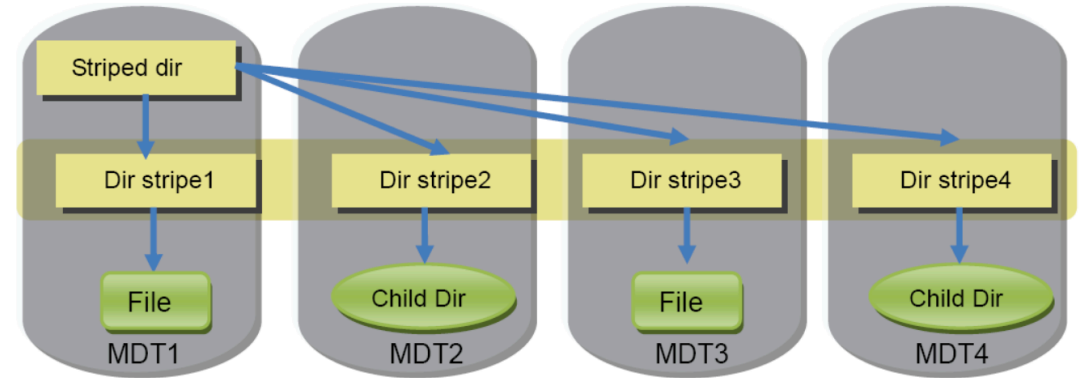 Striped dir
Dir stripe1
Dir stripe2
Dir stripe3
Dir stripe4
File
Child Dir
File
Child Dir
MDT1
MDT2
MDT3
MDT4